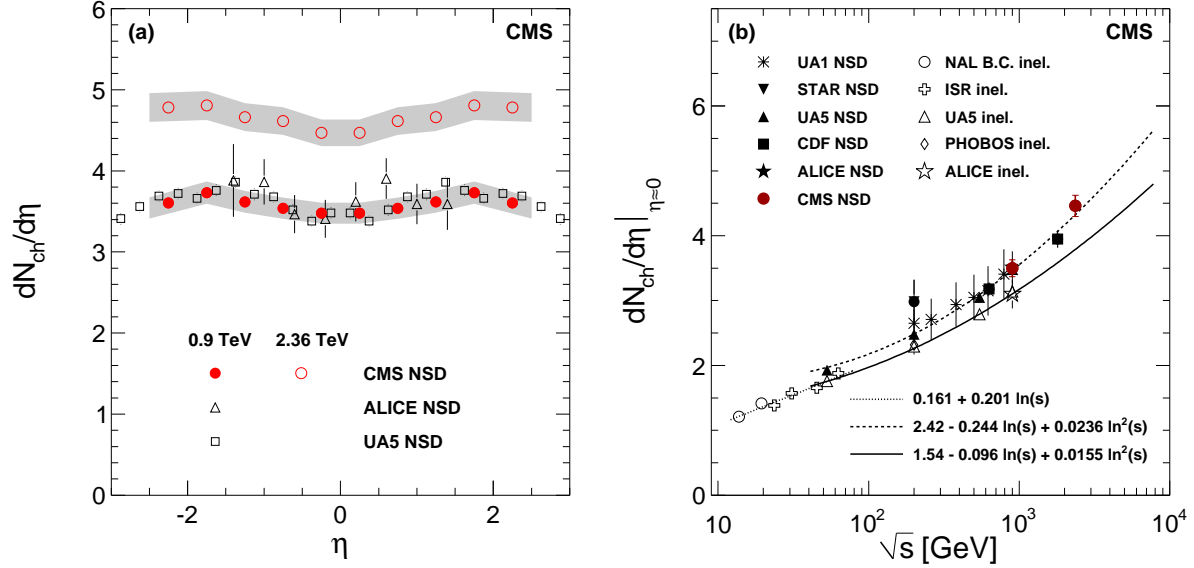 (a)
CMS
dN_ch/dη
6
5
4
3
2
1
0
0.9 TeV 2.36 TeV
CMS NSD
ALICE NSD
UA5 NSD
-2 0 2
η
(b)
CMS
dN_ch/dη|_η≈0
6
4
2
0
UA1 NSD
STAR NSD
UA5 NSD
CDF NSD
ALICE NSD
CMS NSD
NAL B.C. inel.
ISR inel.
UA5 inel.
PHOBOS inel.
ALICE inel.
0.161 + 0.201 ln(s)
2.42 - 0.244 ln(s) + 0.0236 ln²(s)
1.54 - 0.096 ln(s) + 0.0155 ln²(s)
10 10² 10³ 10⁴
√s [GeV]